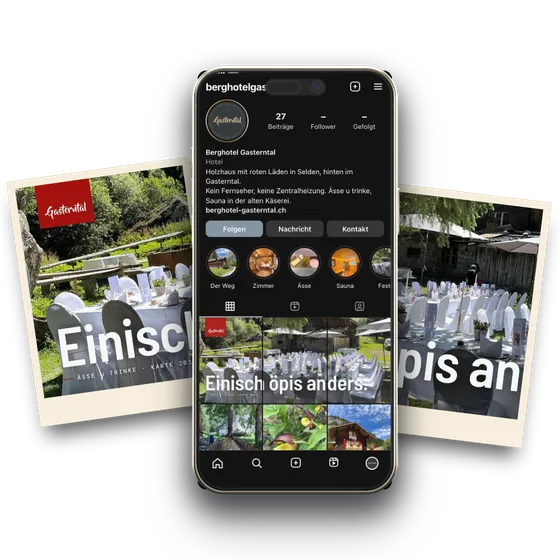 Gasterntal
Einisch
ÄSSE & TRINKE · KARTE 202
berghotelgas
Gasterntal
27
–
–
Beiträge
Follower
Gefolgt
Berghotel Gasterntal
Hotel
Holzhaus mit roten Läden in Selden, hinten im
Gasterntal.
Kein Fernseher, keine Zentralheizung. Ässe u trinke,
Sauna in der alten Käserei.
berghotel-gasterntal.ch
Folgen
Nachricht
Kontakt
Der Weg
Zimmer
Ässe
Sauna
Fest
Gasterntal
Einisch öpis anders.
pis an